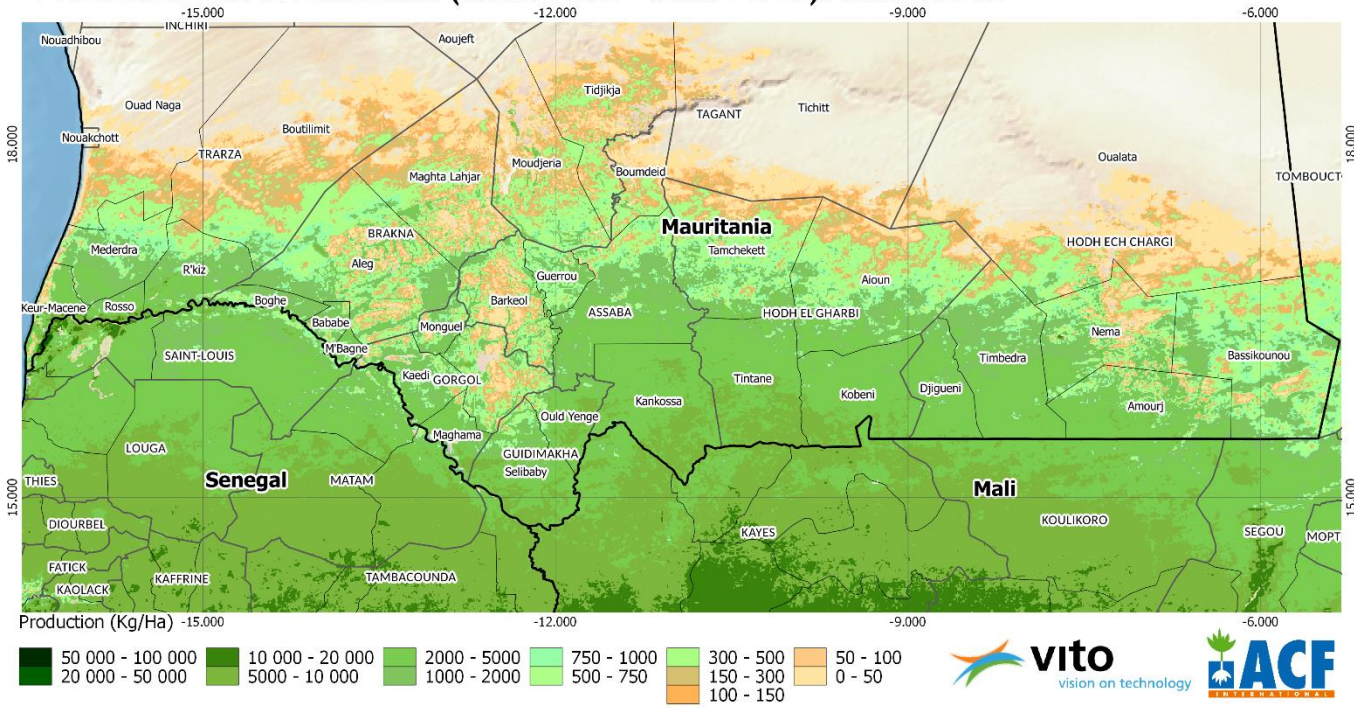 -15.000 -12.000 -9.000 -6.000
INCHIRI
Nouadhibou
Aoujeft
Tidjikja
Ouad Naga
TAGANT
Tichitt
Boutilimit
Nouakchott
18.000
18.000
TRARZA
Moudjeria
Oualata
Maghta Lahjar
Boumdeid
TOMBOUCT
Mauritania
BRAKNA
HODH ECH CHARGI
Mederdra
Tamchekett
R'kiz
Aleg
Guerrou
Aioun
Keur-Macene
Rosso
Boghe
Barkeol
ASSABA
HODH EL GHARBI
Bababe
Monguel
Nema
M'Bagne
SAINT-LOUIS
Timbedra
Bassikounou
Kaedi
GORGOL
Tintane
Djigueni
Kobeni
Kankossa
Amourj
Ould Yenge
Maghama
LOUGA
GUIDIMAKHA
Selibaby
THIES
Senegal
MATAM
Mali
15.000
15.000
DIOURBEL
KOULIKORO
KAYES
SEGOU
MOPT
FATICK
KAFFRINE
TAMBACOUNDA
KAOLACK
Production (Kg/Ha)
-15.000 -12.000 -9.000 -6.000
50 000 - 100 000
20 000 - 50 000
10 000 - 20 000
5000 - 10 000
2000 - 5000
1000 - 2000
750 - 1000
500 - 750
300 - 500
150 - 300
100 - 150
50 - 100
0 - 50
vito
vision on technology
ACF
INTERNATIONAL